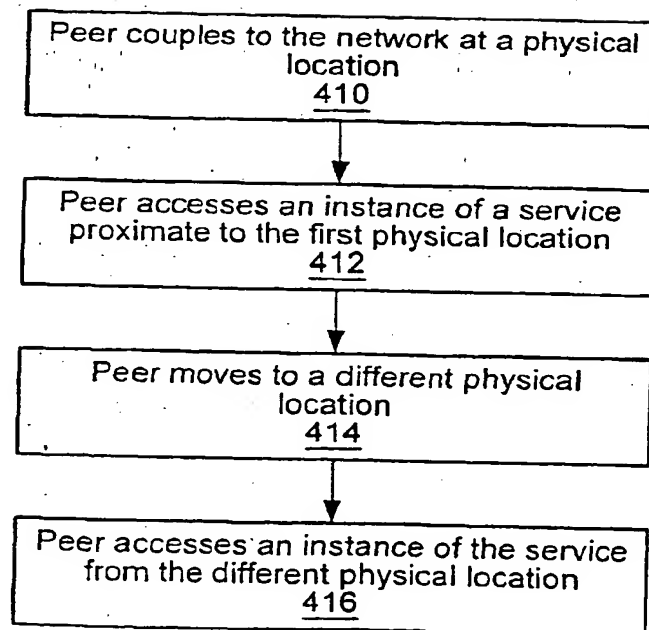 Peer couples to the network at a physical
location
410
Peer accesses an instance of a service
proximate to the first physical location
412
Peer moves to a different physical
location
414
Peer accesses an instance of the service
from the different physical location
416